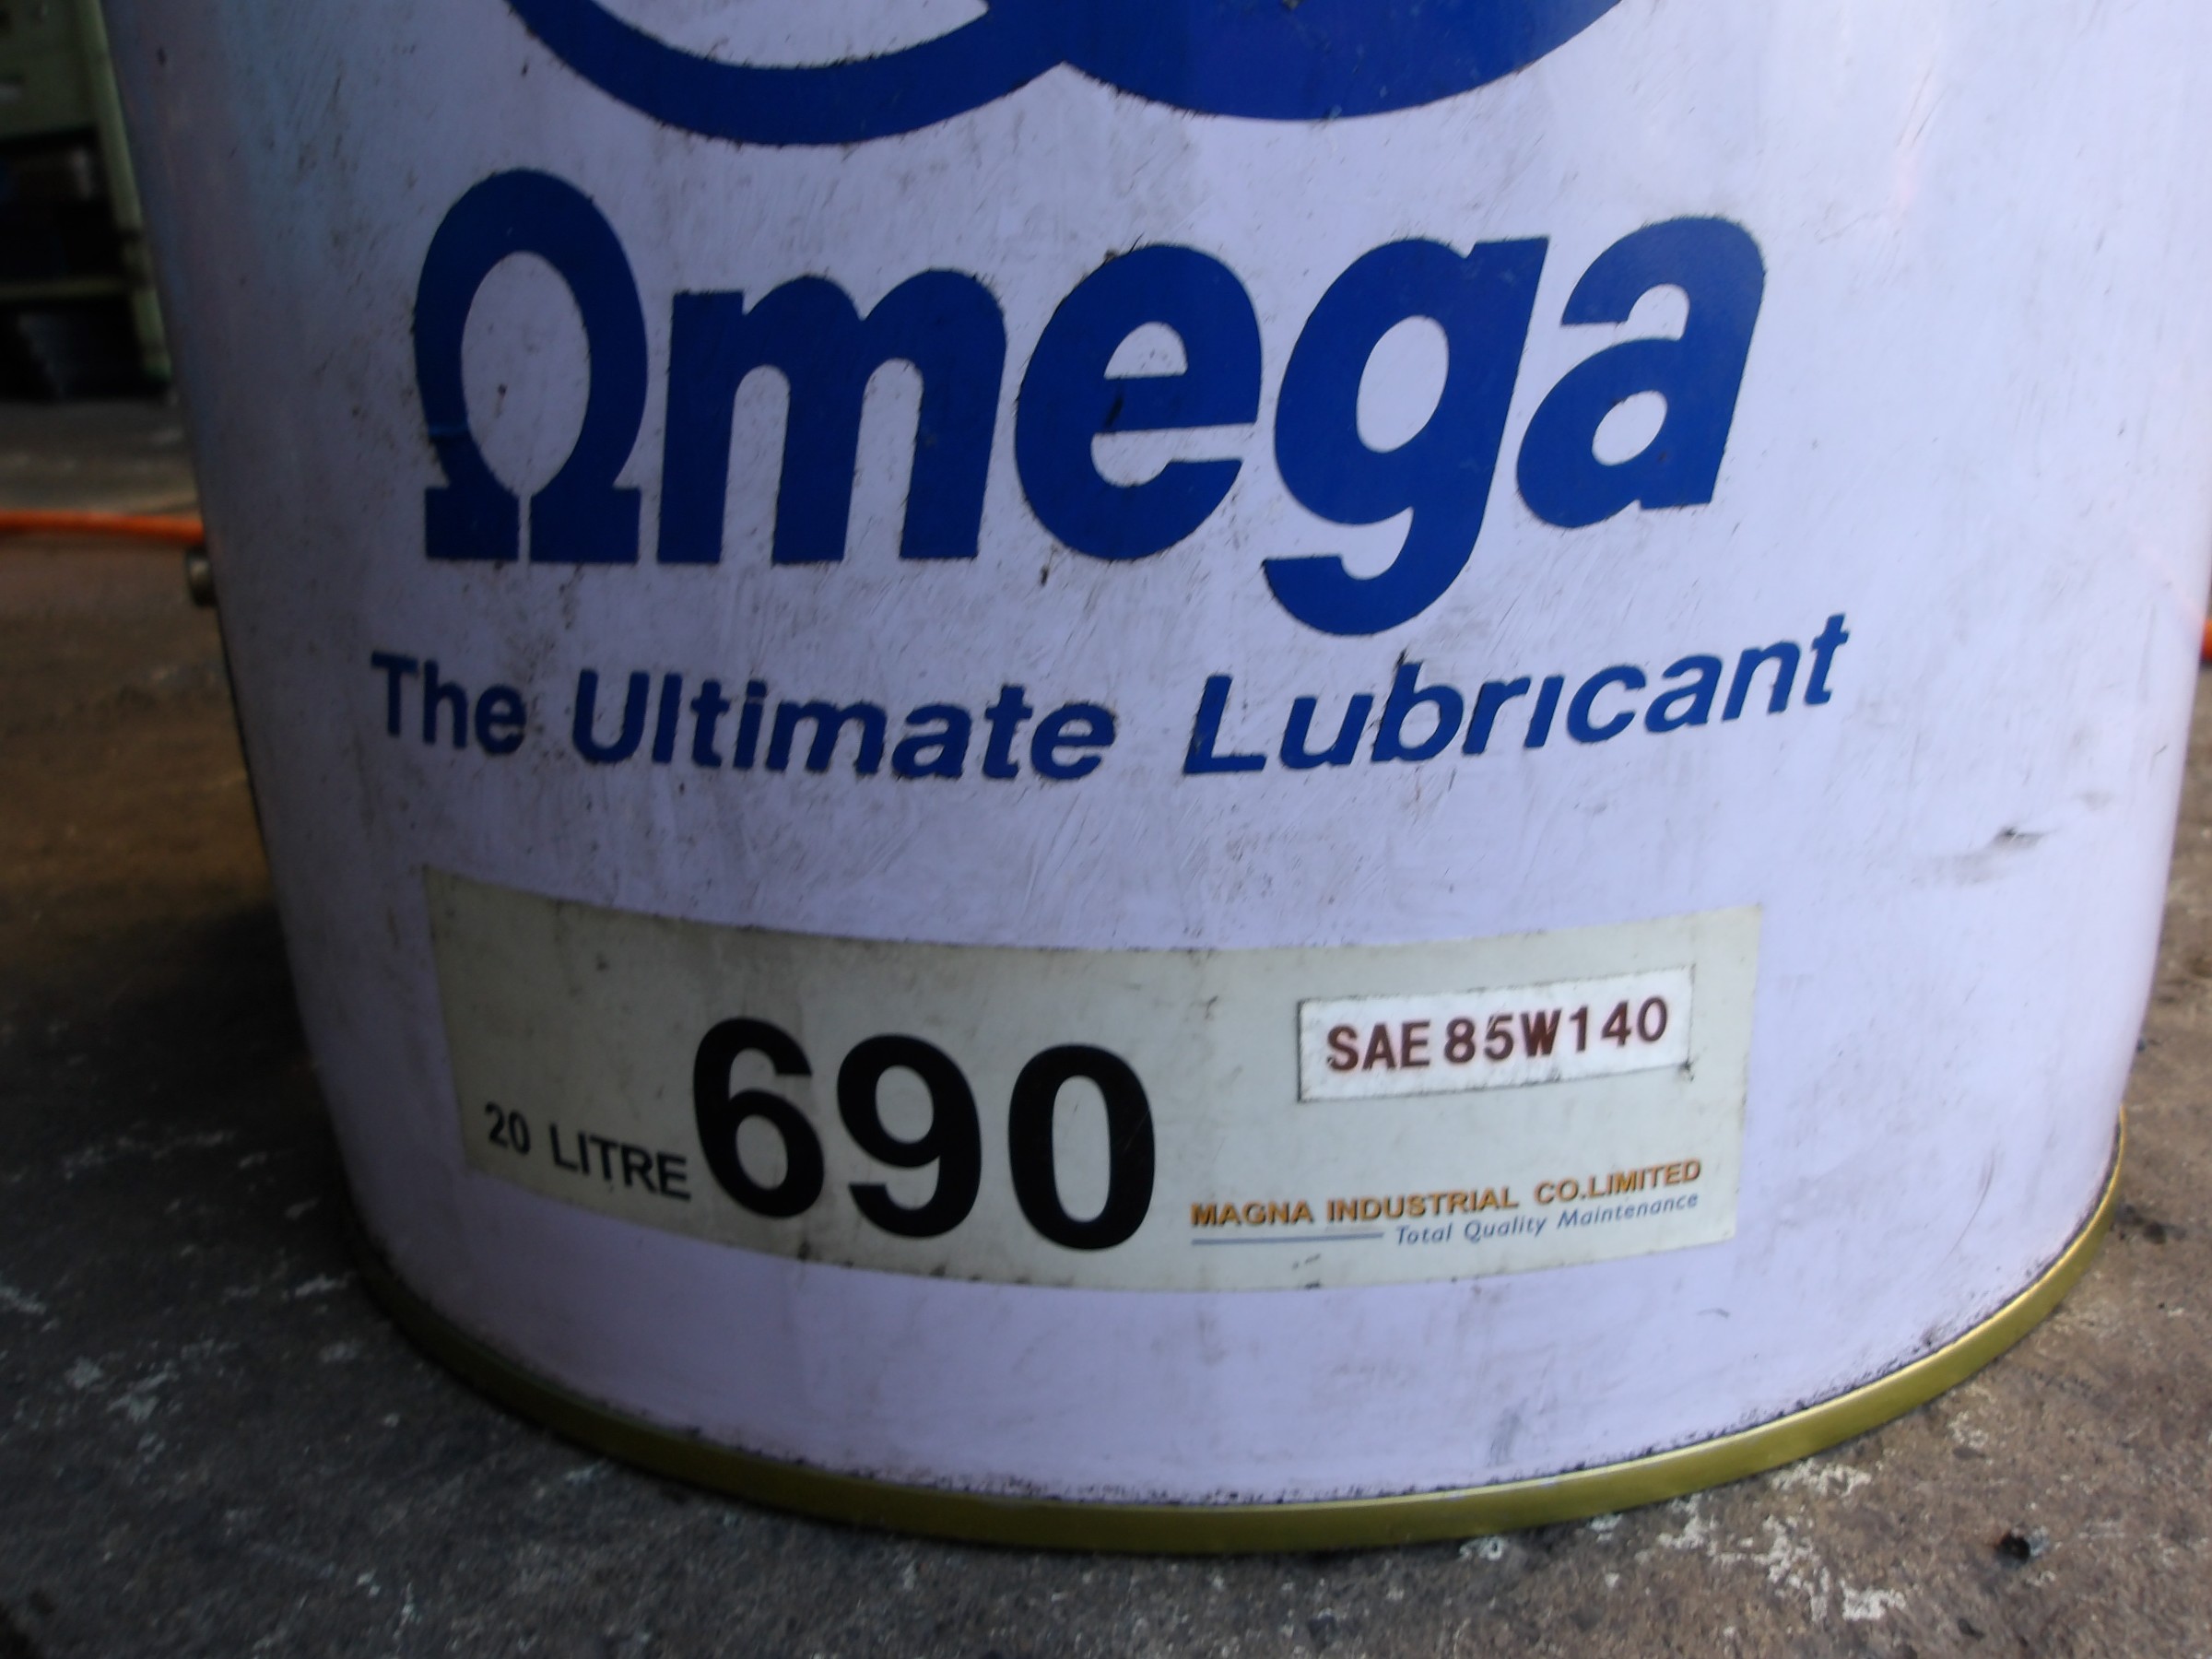 Ωmega
The Ultimate Lubricant
SAE 85W140
20 LITRE 690
MAGNA INDUSTRIAL CO.LIMITED
Total Quality Maintenance